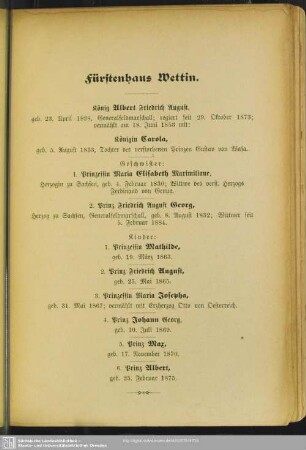 Fürstenhaus Wettin.
König Albert Friedrich August,
geb. 23. April 1828, Generalfeldmarschall; regiert seit 29. Oktober 1873;
vermählt am 18. Juni 1853 mit:
Königin Carola,
geb. 5. August 1833, Tochter des verstorbenen Prinzen Gustav von Wasa.
Geschwister:
1. Prinzessin Maria Elisabeth Maximiliane,
Herzogin zu Sachsen, geb. 4. Februar 1830; Wittwe des verst. Herzogs
Ferdinand von Genua.
2. Prinz Friedrich August Georg,
Herzog zu Sachsen, Generalfeldmarschall, geb. 8. August 1832; Wittwer seit
5. Februar 1884.
Kinder:
1. Prinzessin Mathilde,
geb. 19. März 1863.
2. Prinz Friedrich August,
geb. 25. Mai 1865.
3. Prinzessin Maria Josepha,
geb. 31. Mai 1867; vermählt mit Erzherzog Otto von Oesterreich.
4. Prinz Johann Georg,
geb. 10. Juli 1869.
5. Prinz Max,
geb. 17. November 1870.
6. Prinz Albert,
geb. 25. Februar 1875.